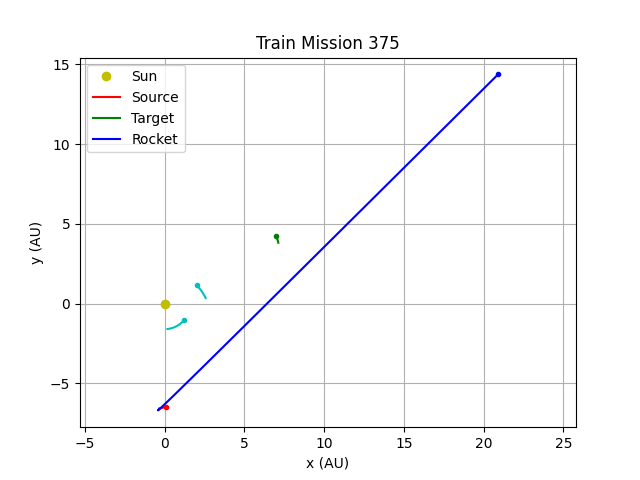 Train Mission 375
Sun
Source
Target
Rocket
15
10
5
0
−5
y (AU)
−5
0
5
10
15
20
25
x (AU)